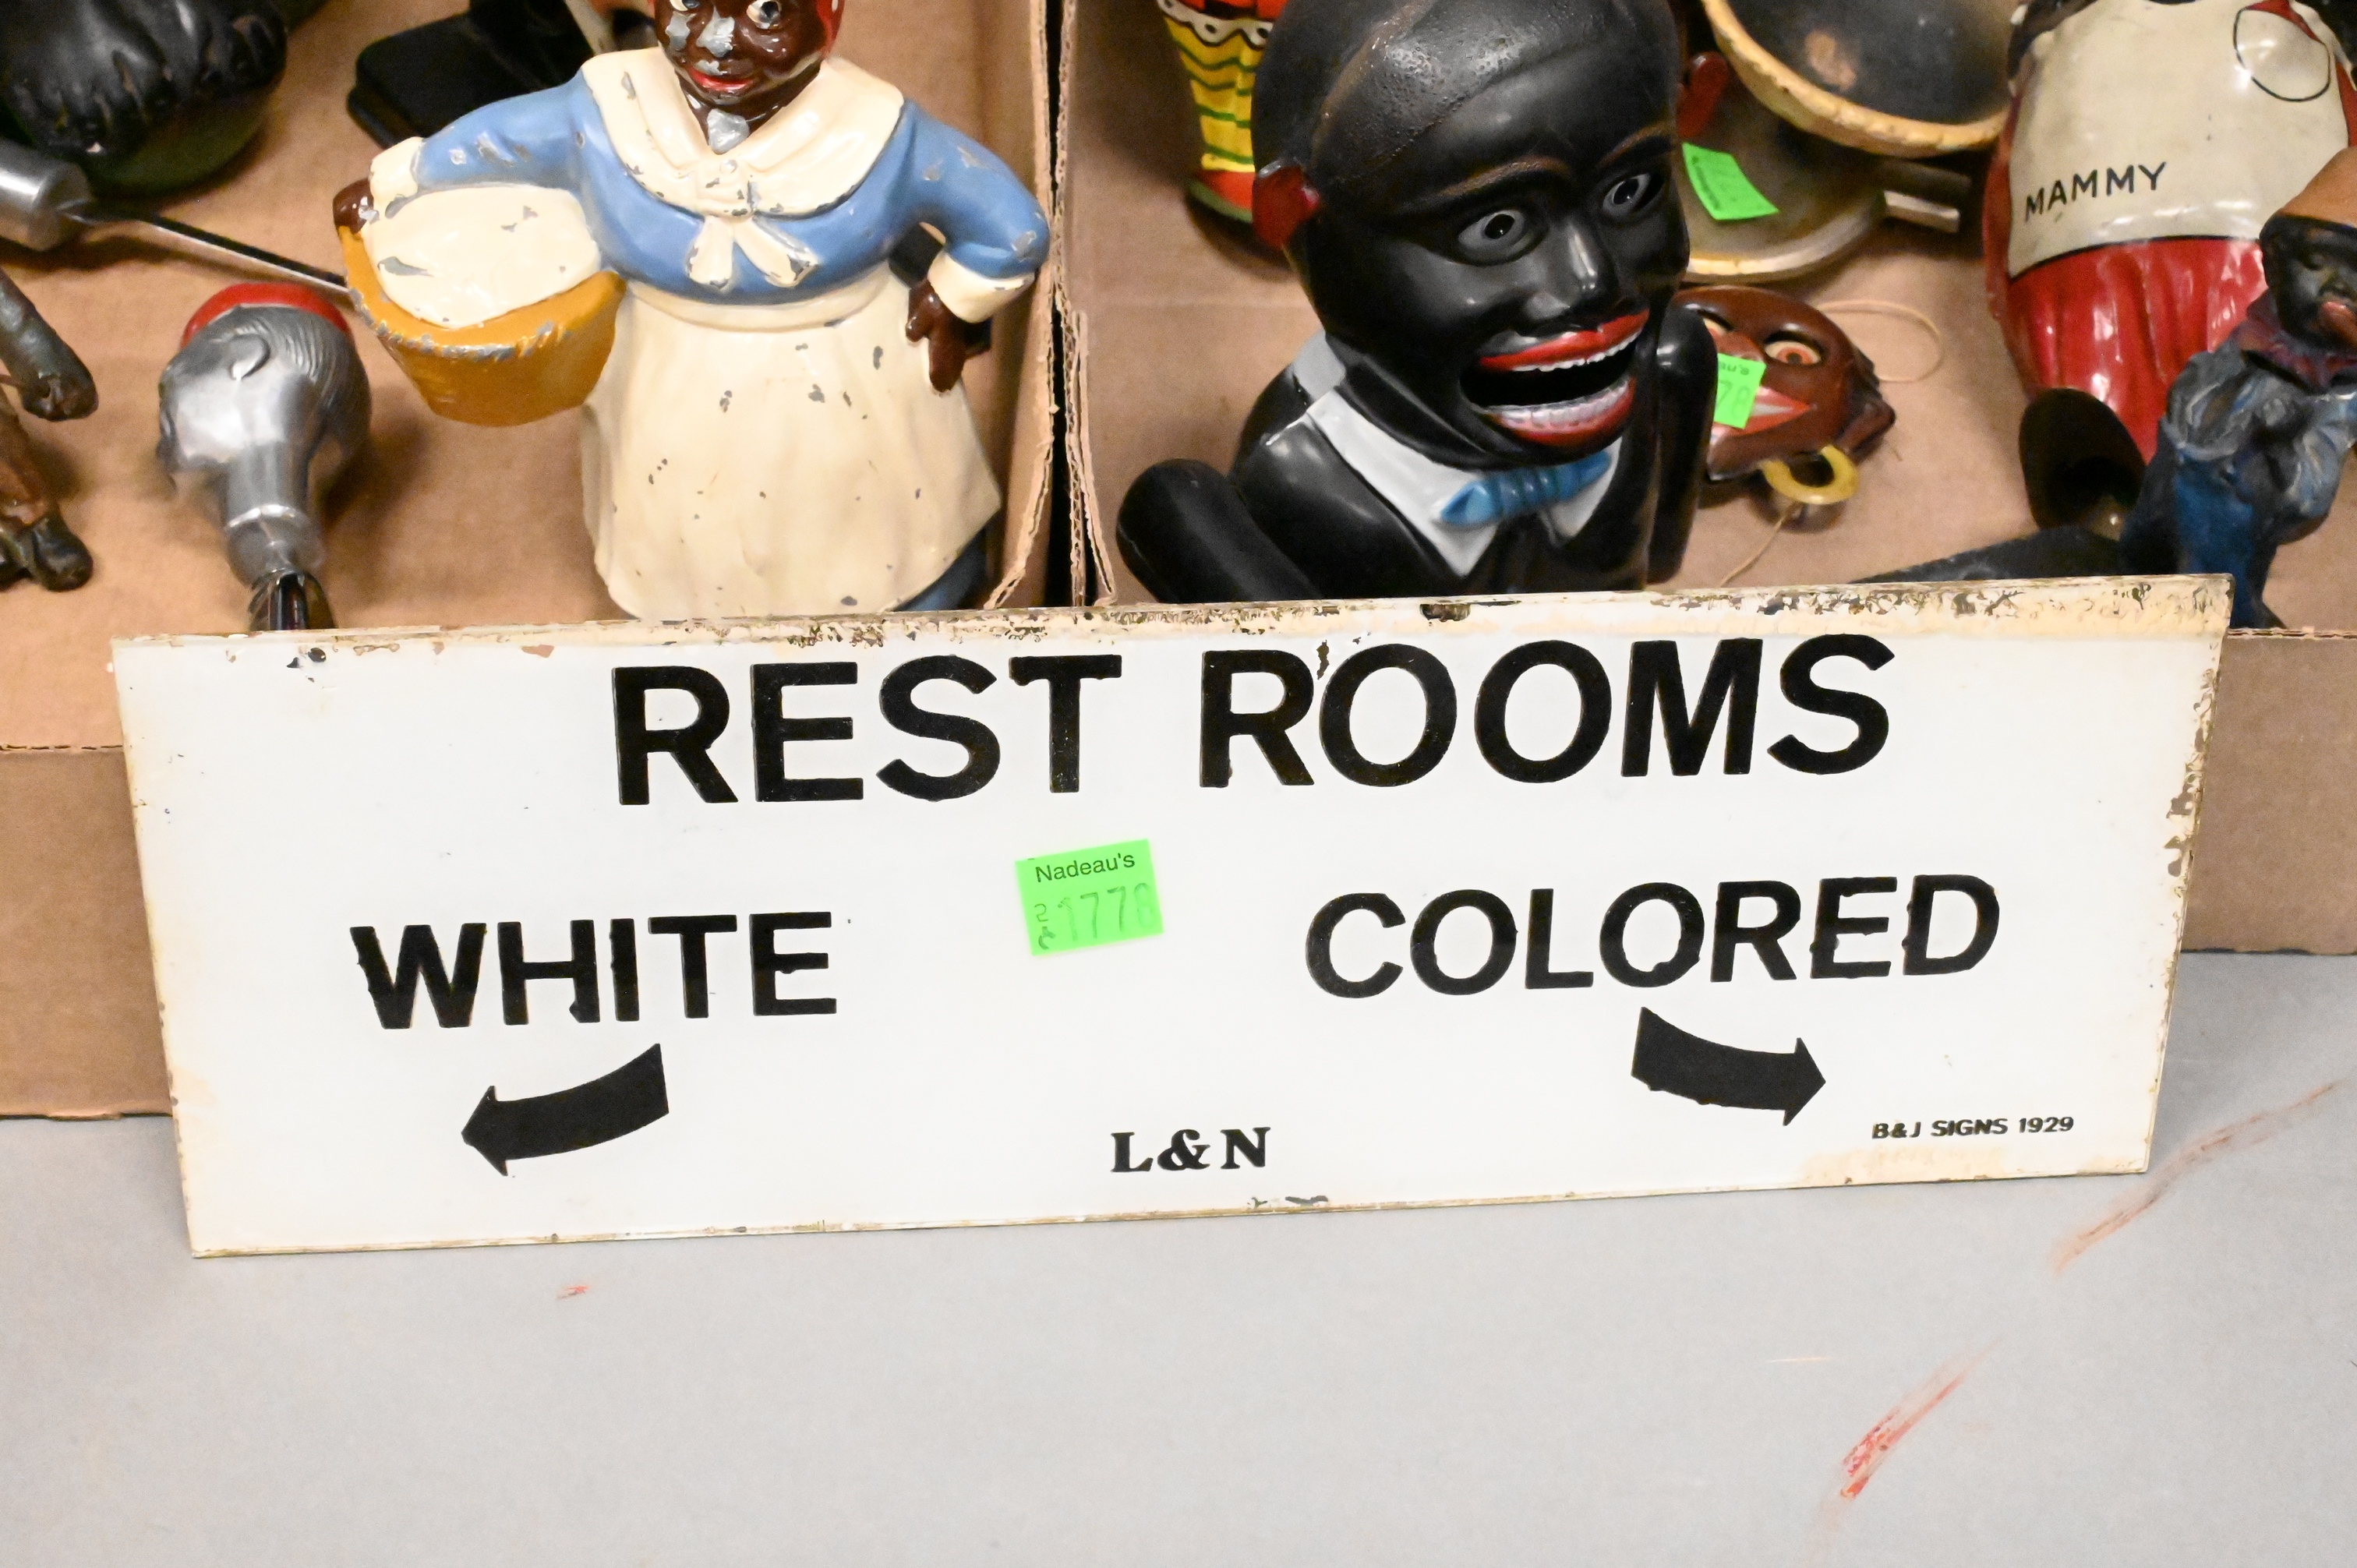 MAMMY
REST ROOMS
Nadeau's
WHITE
COLORED
L&N
B&J SIGNS 1929